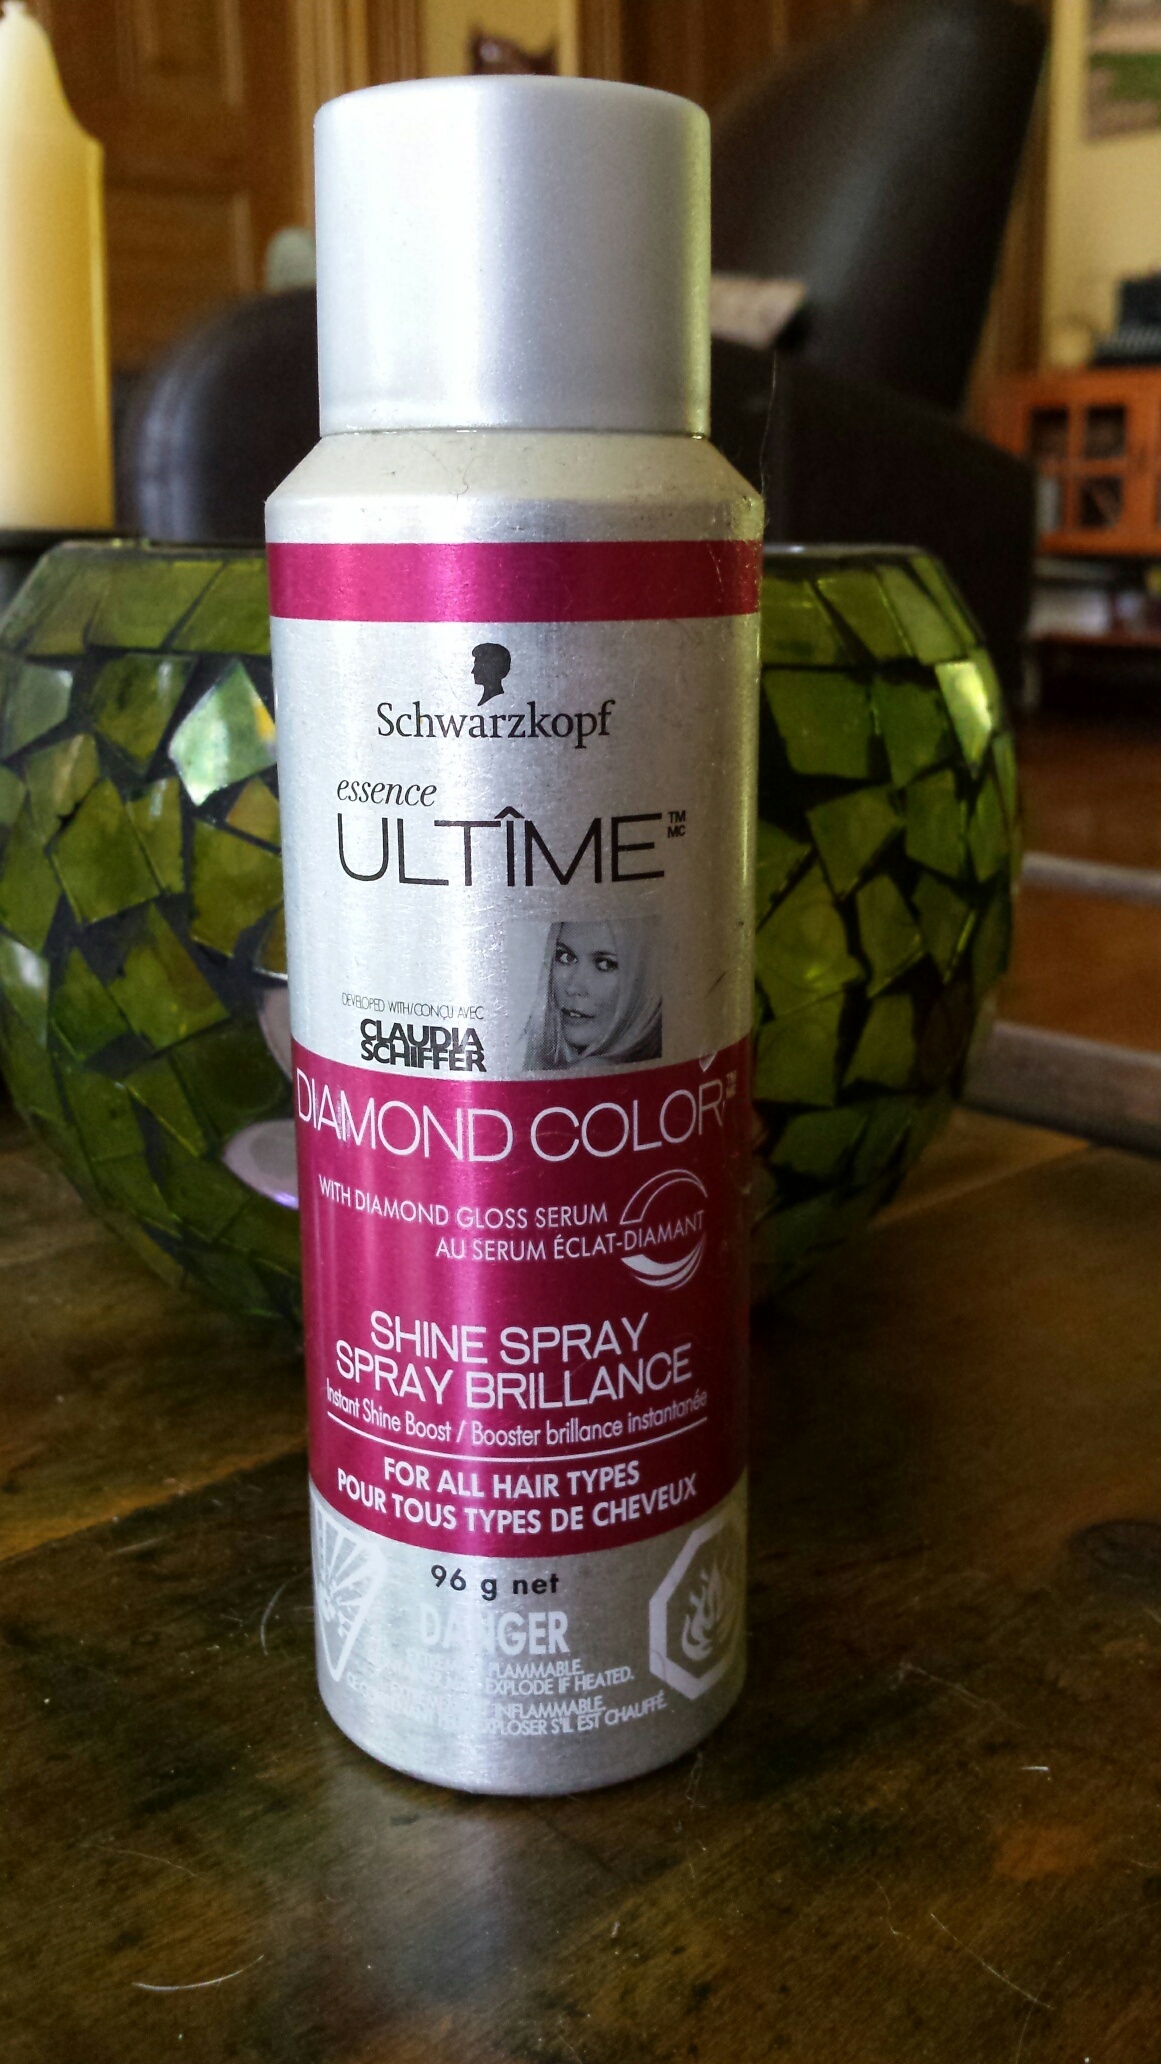 Schwarzkopf
essence
ULTÎME™
MC
DEVELOPED WITH/CONÇU AVEC
CLAUDIA
SCHIFFER
DIAMOND COLOR
WITH DIAMOND GLOSS SERUM
AU SERUM ÉCLAT-DIAMANT
SHINE SPRAY
SPRAY BRILLANCE
Instant Shine Boost / Booster brillance instantanée
FOR ALL HAIR TYPES
POUR TOUS TYPES DE CHEVEUX
96 g net
DANGER
FLAMMABLE.
EXPLODE IF HEATED.
INFLAMMABLE.
EXPLOSER S'IL EST CHAUFFÉ.